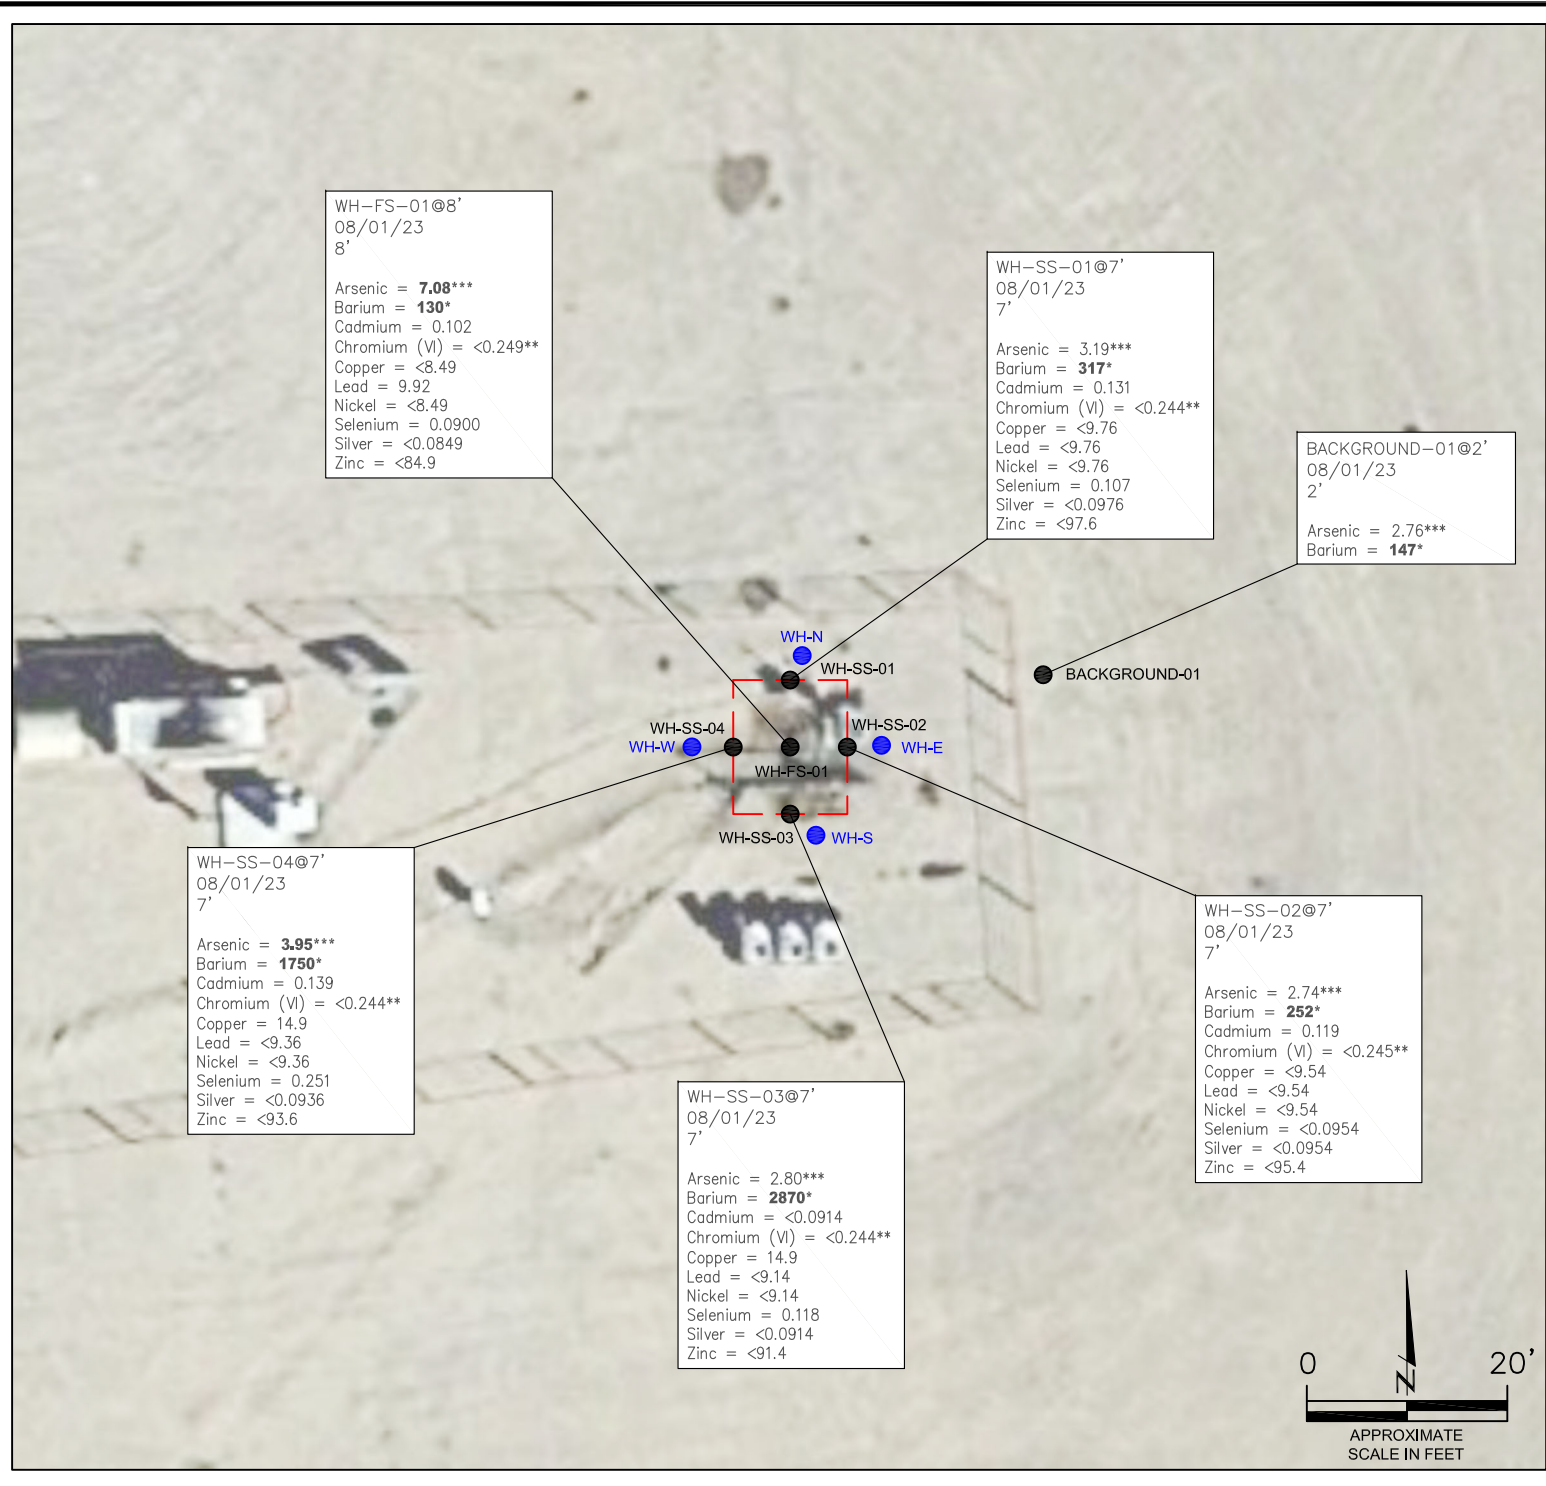 WH-FS-01@8'
08/01/23
8'
Arsenic = 7.08***
Barium = 130*
Cadmium = 0.102
Chromium (VI) = <0.249**
Copper = <8.49
Lead = 9.92
Nickel = <8.49
Selenium = 0.0900
Silver = <0.0849
Zinc = <84.9
WH-SS-01@7'
08/01/23
7'
Arsenic = 3.19***
Barium = 317*
Cadmium = 0.131
Chromium (VI) = <0.244**
Copper = <9.76
Lead = <9.76
Nickel = <9.76
Selenium = 0.107
Silver = <0.0976
Zinc = <97.6
BACKGROUND-01@2'
08/01/23
2'
Arsenic = 2.76***
Barium = 147*
WH-N
WH-SS-01
BACKGROUND-01
WH-SS-04
WH-SS-02
WH-W
WH-E
WH-FS-01
WH-SS-03
WH-S
WH-SS-04@7'
08/01/23
7'
Arsenic = 3.95***
Barium = 1750*
Cadmium = 0.139
Chromium (VI) = <0.244**
Copper = 14.9
Lead = <9.36
Nickel = <9.36
Selenium = 0.251
Silver = <0.0936
Zinc = <93.6
WH-SS-02@7'
08/01/23
7'
Arsenic = 2.74***
Barium = 252*
Cadmium = 0.119
Chromium (VI) = <0.245**
Copper = <9.54
Lead = <9.54
Nickel = <9.54
Selenium = <0.0954
Silver = <0.0954
Zinc = <95.4
WH-SS-03@7'
08/01/23
7'
Arsenic = 2.80***
Barium = 2870*
Cadmium = <0.0914
Chromium (VI) = <0.244**
Copper = 14.9
Lead = <9.14
Nickel = <9.14
Selenium = 0.118
Silver = <0.0914
Zinc = <91.4
0 20'
N
APPROXIMATE
SCALE IN FEET